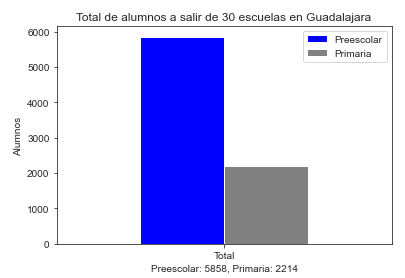 Total de alumnos a salir de 30 escuelas en Guadalajara
Preescolar
Primaria
6000
5000
4000
3000
2000
1000
0
Alumnos
Total
Preescolar: 5858, Primaria: 2214